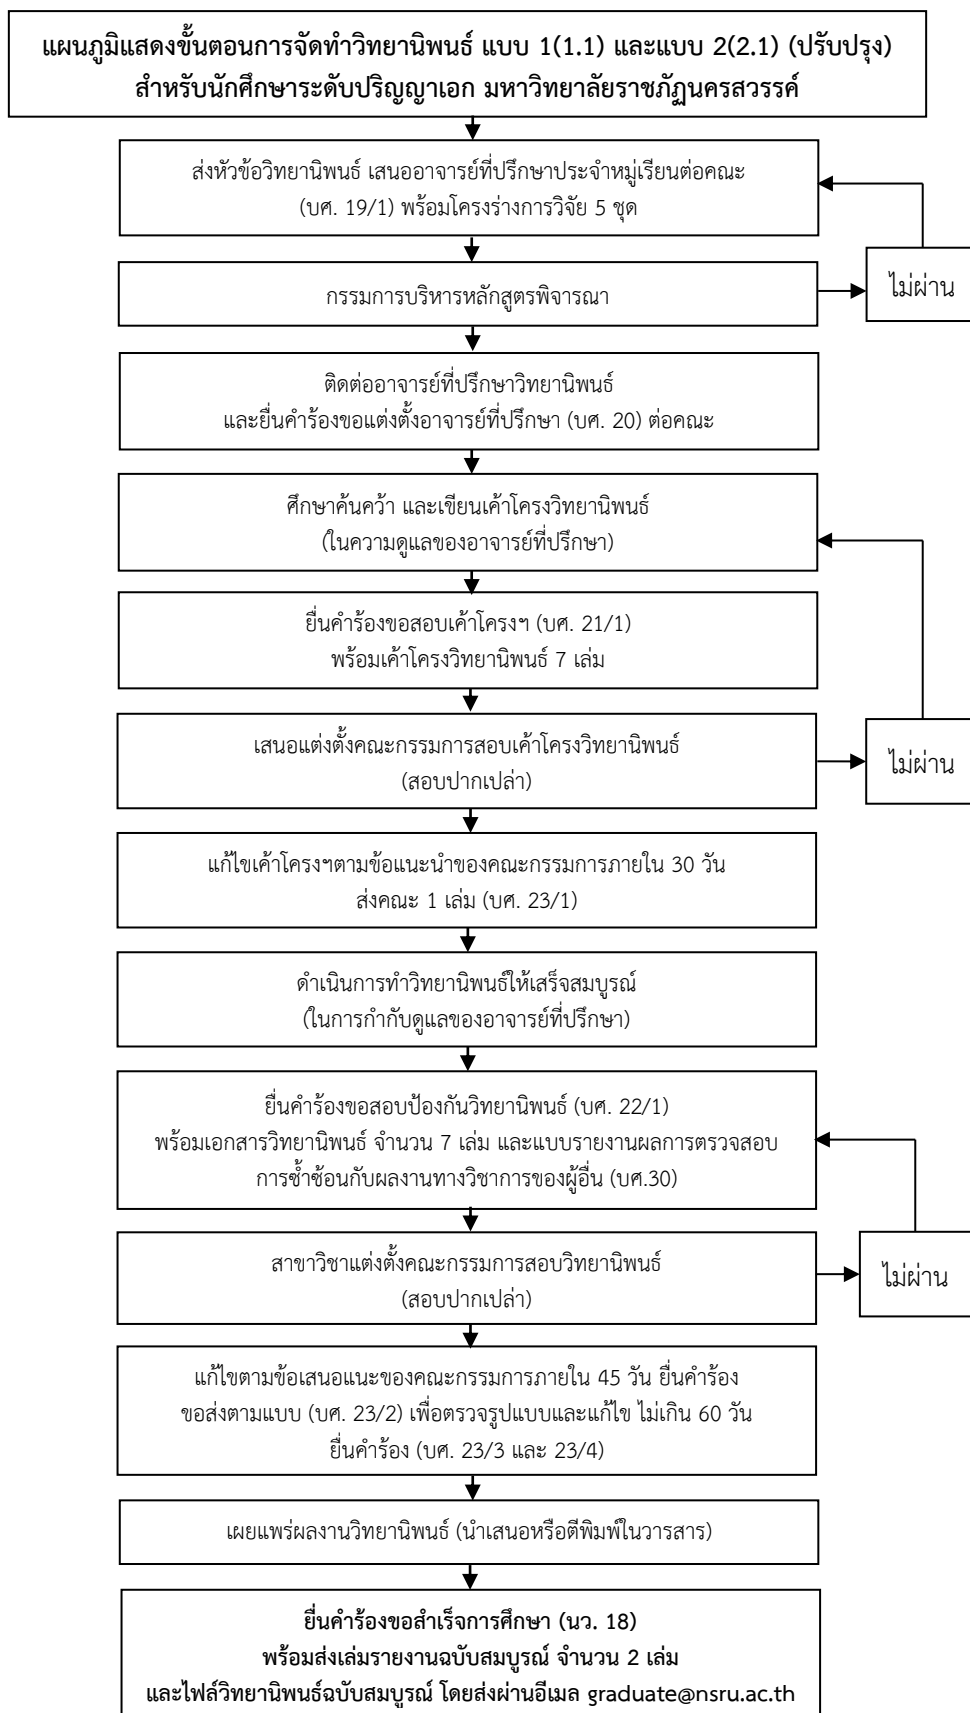 แผนภูมิแสดงขั้นตอนการจัดทำวิทยานิพนธ์ แบบ 1(1.1) และแบบ 2(2.1) (ปรับปรุง)
สำหรับนักศึกษาระดับปริญญาเอก มหาวิทยาลัยราชภัฏนครสวรรค์
ส่งหัวข้อวิทยานิพนธ์ เสนออาจารย์ที่ปรึกษาประจำหมู่เรียนต่อคณะ
(บศ. 19/1) พร้อมโครงร่างการวิจัย 5 ชุด
ไม่ผ่าน
กรรมการบริหารหลักสูตรพิจารณา
ติดต่ออาจารย์ที่ปรึกษาวิทยานิพนธ์
และยื่นคำร้องขอแต่งตั้งอาจารย์ที่ปรึกษา (บศ. 20) ต่อคณะ
ศึกษาค้นคว้า และเขียนเค้าโครงวิทยานิพนธ์
(ในความดูแลของอาจารย์ที่ปรึกษา)
ยื่นคำร้องขอสอบเค้าโครงฯ (บศ. 21/1)
พร้อมเค้าโครงวิทยานิพนธ์ 7 เล่ม
เสนอแต่งตั้งคณะกรรมการสอบเค้าโครงวิทยานิพนธ์
(สอบปากเปล่า)
ไม่ผ่าน
แก้ไขเค้าโครงฯตามข้อแนะนำของคณะกรรมการภายใน 30 วัน
ส่งคณะ 1 เล่ม (บศ. 23/1)
ดำเนินการทำวิทยานิพนธ์ให้เสร็จสมบูรณ์
(ในการกำกับดูแลของอาจารย์ที่ปรึกษา)
ยื่นคำร้องขอสอบป้องกันวิทยานิพนธ์ (บศ. 22/1)
พร้อมเอกสารวิทยานิพนธ์ จำนวน 7 เล่ม และแบบรายงานผลการตรวจสอบ
การซ้ำซ้อนกับผลงานทางวิชาการของผู้อื่น (บศ.30)
สาขาวิชาแต่งตั้งคณะกรรมการสอบวิทยานิพนธ์
(สอบปากเปล่า)
ไม่ผ่าน
แก้ไขตามข้อเสนอแนะของคณะกรรมการภายใน 45 วัน ยื่นคำร้อง
ขอส่งตามแบบ (บศ. 23/2) เพื่อตรวจรูปแบบและแก้ไข ไม่เกิน 60 วัน
ยื่นคำร้อง (บศ. 23/3 และ 23/4)
เผยแพร่ผลงานวิทยานิพนธ์ (นำเสนอหรือตีพิมพ์ในวารสาร)
ยื่นคำร้องขอสำเร็จการศึกษา (นว. 18)
พร้อมส่งเล่มรายงานฉบับสมบูรณ์ จำนวน 2 เล่ม
และไฟล์วิทยานิพนธ์ฉบับสมบูรณ์ โดยส่งผ่านอีเมล graduate@nsru.ac.th